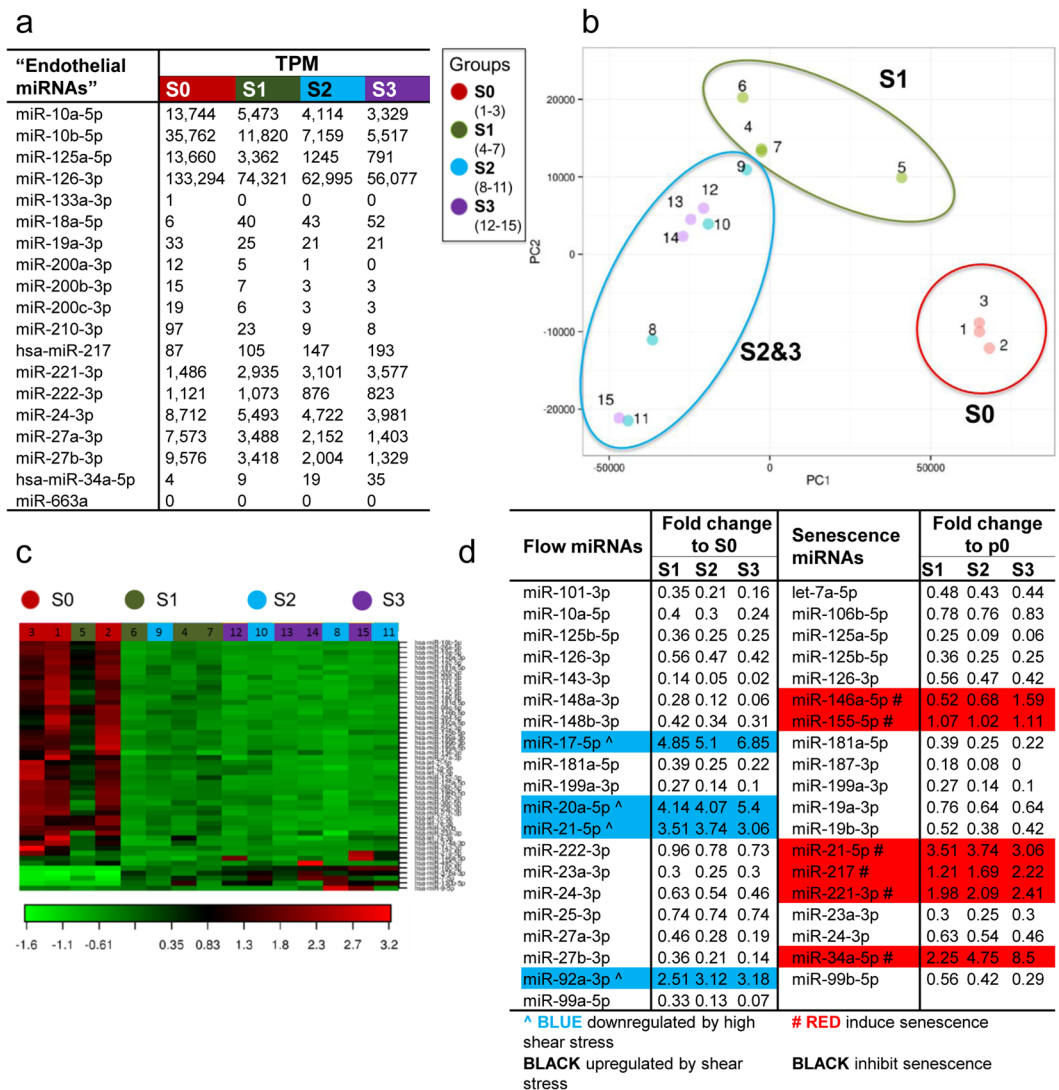 a
"Endothelial miRNAs" TPM
S0 S1 S2 S3
miR-10a-5p 13,744 5,473 4,114 3,329
miR-10b-5p 35,762 11,820 7,159 5,517
miR-125a-5p 13,660 3,362 1245 791
miR-126-3p 133,294 74,321 62,995 56,077
miR-133a-3p 1 0 0 0
miR-18a-5p 6 40 43 52
miR-19a-3p 33 25 21 21
miR-200a-3p 12 5 1 0
miR-200b-3p 15 7 3 3
miR-200c-3p 19 6 3 3
miR-210-3p 97 23 9 8
hsa-miR-217 87 105 147 193
miR-221-3p 1,486 2,935 3,101 3,577
miR-222-3p 1,121 1,073 876 823
miR-24-3p 8,712 5,493 4,722 3,981
miR-27a-3p 7,573 3,488 2,152 1,403
miR-27b-3p 9,576 3,418 2,004 1,329
hsa-miR-34a-5p 4 9 19 35
miR-663a 0 0 0 0
Groups
S0
(1-3)
S1
(4-7)
S2
(8-11)
S3
(12-15)
b
S1
6
20000
4
7
5
9
10000
12
13
10
14
PC2
0
3
1
2
8
-10000
S2&3
S0
15
11
-20000
-50000 0 50000
PC1
c
S0 S1 S2 S3
3 1 5 2 6 9 4 7 12 10 13 14 8 15 11
-1.6 -1.1 -0.61 0.35 0.83 1.3 1.8 2.3 2.7 3.2
d
Flow miRNAs Fold change to S0 Senescence miRNAs Fold change to p0
S1 S2 S3 S1 S2 S3
miR-101-3p 0.35 0.21 0.16 let-7a-5p 0.48 0.43 0.44
miR-10a-5p 0.4 0.3 0.24 miR-106b-5p 0.78 0.76 0.83
miR-125b-5p 0.36 0.25 0.25 miR-125a-5p 0.25 0.09 0.06
miR-126-3p 0.56 0.47 0.42 miR-125b-5p 0.36 0.25 0.25
miR-143-3p 0.14 0.05 0.02 miR-126-3p 0.56 0.47 0.42
miR-148a-3p 0.28 0.12 0.06 miR-146a-5p # 0.52 0.68 1.59
miR-148b-3p 0.42 0.34 0.31 miR-155-5p # 1.07 1.02 1.11
miR-17-5p ^ 4.85 5.1 6.85 miR-181a-5p 0.39 0.25 0.22
miR-181a-5p 0.39 0.25 0.22 miR-187-3p 0.18 0.08 0
miR-199a-3p 0.27 0.14 0.1 miR-199a-3p 0.27 0.14 0.1
miR-20a-5p ^ 4.14 4.07 5.4 miR-19a-3p 0.76 0.64 0.64
miR-21-5p ^ 3.51 3.74 3.06 miR-19b-3p 0.52 0.38 0.42
miR-222-3p 0.96 0.78 0.73 miR-21-5p # 3.51 3.74 3.06
miR-23a-3p 0.3 0.25 0.3 miR-217 # 1.21 1.69 2.22
miR-24-3p 0.63 0.54 0.46 miR-221-3p # 1.98 2.09 2.41
miR-25-3p 0.74 0.74 0.74 miR-23a-3p 0.3 0.25 0.3
miR-27a-3p 0.46 0.28 0.19 miR-24-3p 0.63 0.54 0.46
miR-27b-3p 0.36 0.21 0.14 miR-34a-5p # 2.25 4.75 8.5
miR-92a-3p ^ 2.51 3.12 3.18 miR-99b-5p 0.56 0.42 0.29
miR-99a-5p 0.33 0.13 0.07
^ BLUE downregulated by high shear stress
# RED induce senescence
BLACK upregulated by shear stress
BLACK inhibit senescence